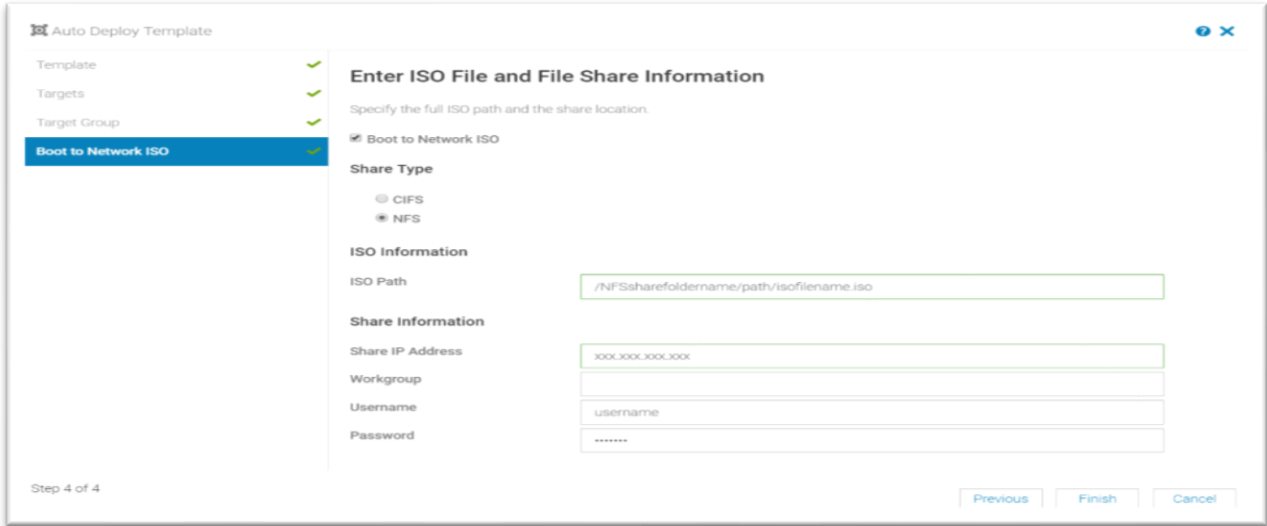 Auto Deploy Template
Template
Targets
Target Group
Boot to Network ISO
Enter ISO File and File Share Information
Specify the full ISO path and the share location.
Boot to Network ISO
Share Type
CIFS
NFS
ISO Information
ISO Path /NFSsharefoldername/path/isofilename.iso
Share Information
Share IP Address xxx.xxx.xxx.xxx
Workgroup
Username username
Password •••••••
Step 4 of 4
Previous Finish Cancel